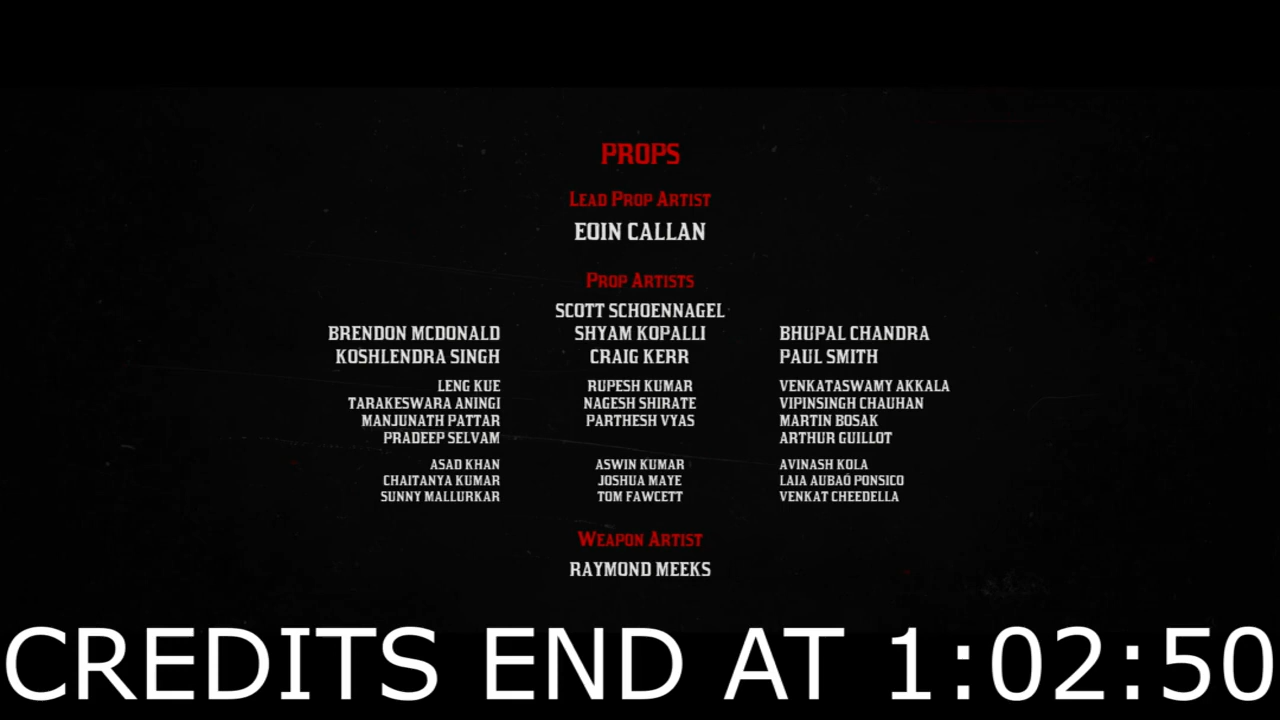 PROPS
LEAD PROP ARTIST
EOIN CALLAN
PROP ARTISTS
SCOTT SCHOENNAGEL
BRENDON MCDONALD SHYAM KOPALLI BHUPAL CHANDRA
KOSHLENDRA SINGH CRAIG KERR PAUL SMITH
LENG KUE RUPESH KUMAR VENKATASWAMY AKKALA
TARAKESWARA ANINGI NAGESH SHIRATE VIPINSINGH CHAUHAN
MANJUNATH PATTAR PARTHESH VYAS MARTIN BOSAK
PRADEEP SELVAM ARTHUR GUILLOT
ASAD KHAN ASWIN KUMAR AVINASH KOLA
CHAITANYA KUMAR JOSHUA MAYE LAIA AUBAÓ PONSICO
SUNNY MALLURKAR TOM FAWCETT VENKAT CHEEDELLA
WEAPON ARTIST
RAYMOND MEEKS
CREDITS END AT 1:02:50